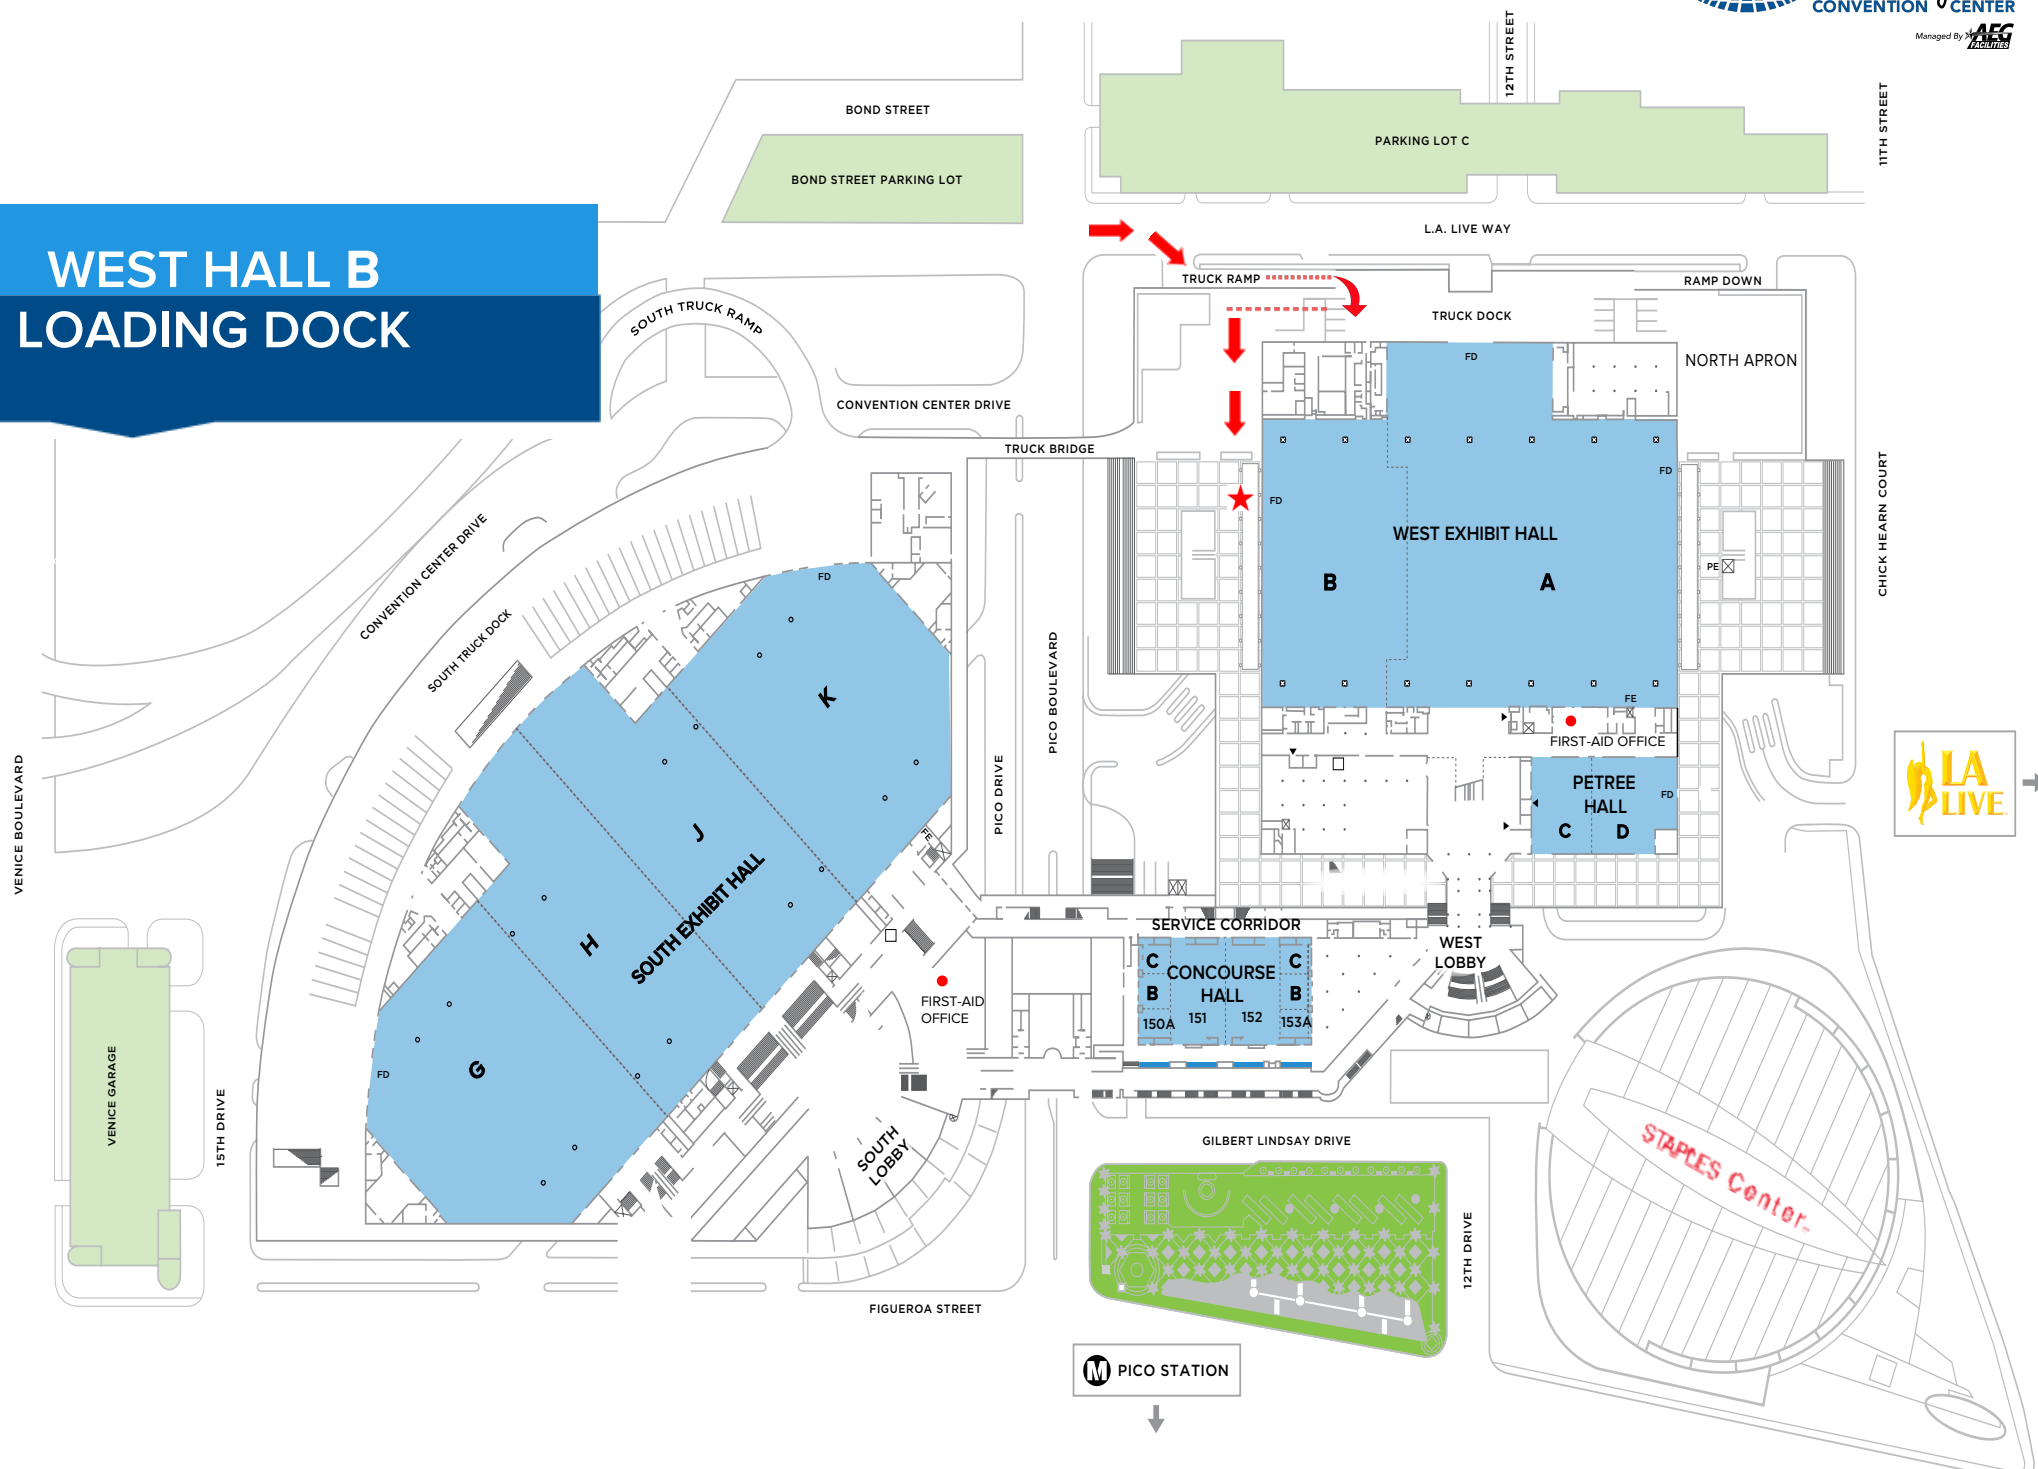 CONVENTION CENTER
Managed By AEG
FACILITIES
12TH STREET
11TH STREET
BOND STREET
PARKING LOT C
BOND STREET PARKING LOT
L.A. LIVE WAY
WEST HALL B
LOADING DOCK
TRUCK RAMP
RAMP DOWN
SOUTH TRUCK RAMP
TRUCK DOCK
NORTH APRON
FD
CONVENTION CENTER DRIVE
TRUCK BRIDGE
FD
FD
CHICK HEARN COURT
WEST EXHIBIT HALL
B
A
PE
CONVENTION CENTER DRIVE
SOUTH TRUCK DOCK
FD
K
PICO BOULEVARD
FE
FIRST-AID OFFICE
LA
LIVE
PETREE
HALL
FD
C
D
VENICE BOULEVARD
PICO DRIVE
J
FE
SOUTH EXHIBIT HALL
H
G
FD
SERVICE CORRIDOR
WEST
LOBBY
C
CONCOURSE
HALL
C
B
B
150A
151
152
153A
FIRST-AID
OFFICE
VENICE GARAGE
15TH DRIVE
SOUTH
LOBBY
GILBERT LINDSAY DRIVE
STAPLES Center
12TH DRIVE
FIGUEROA STREET
M PICO STATION